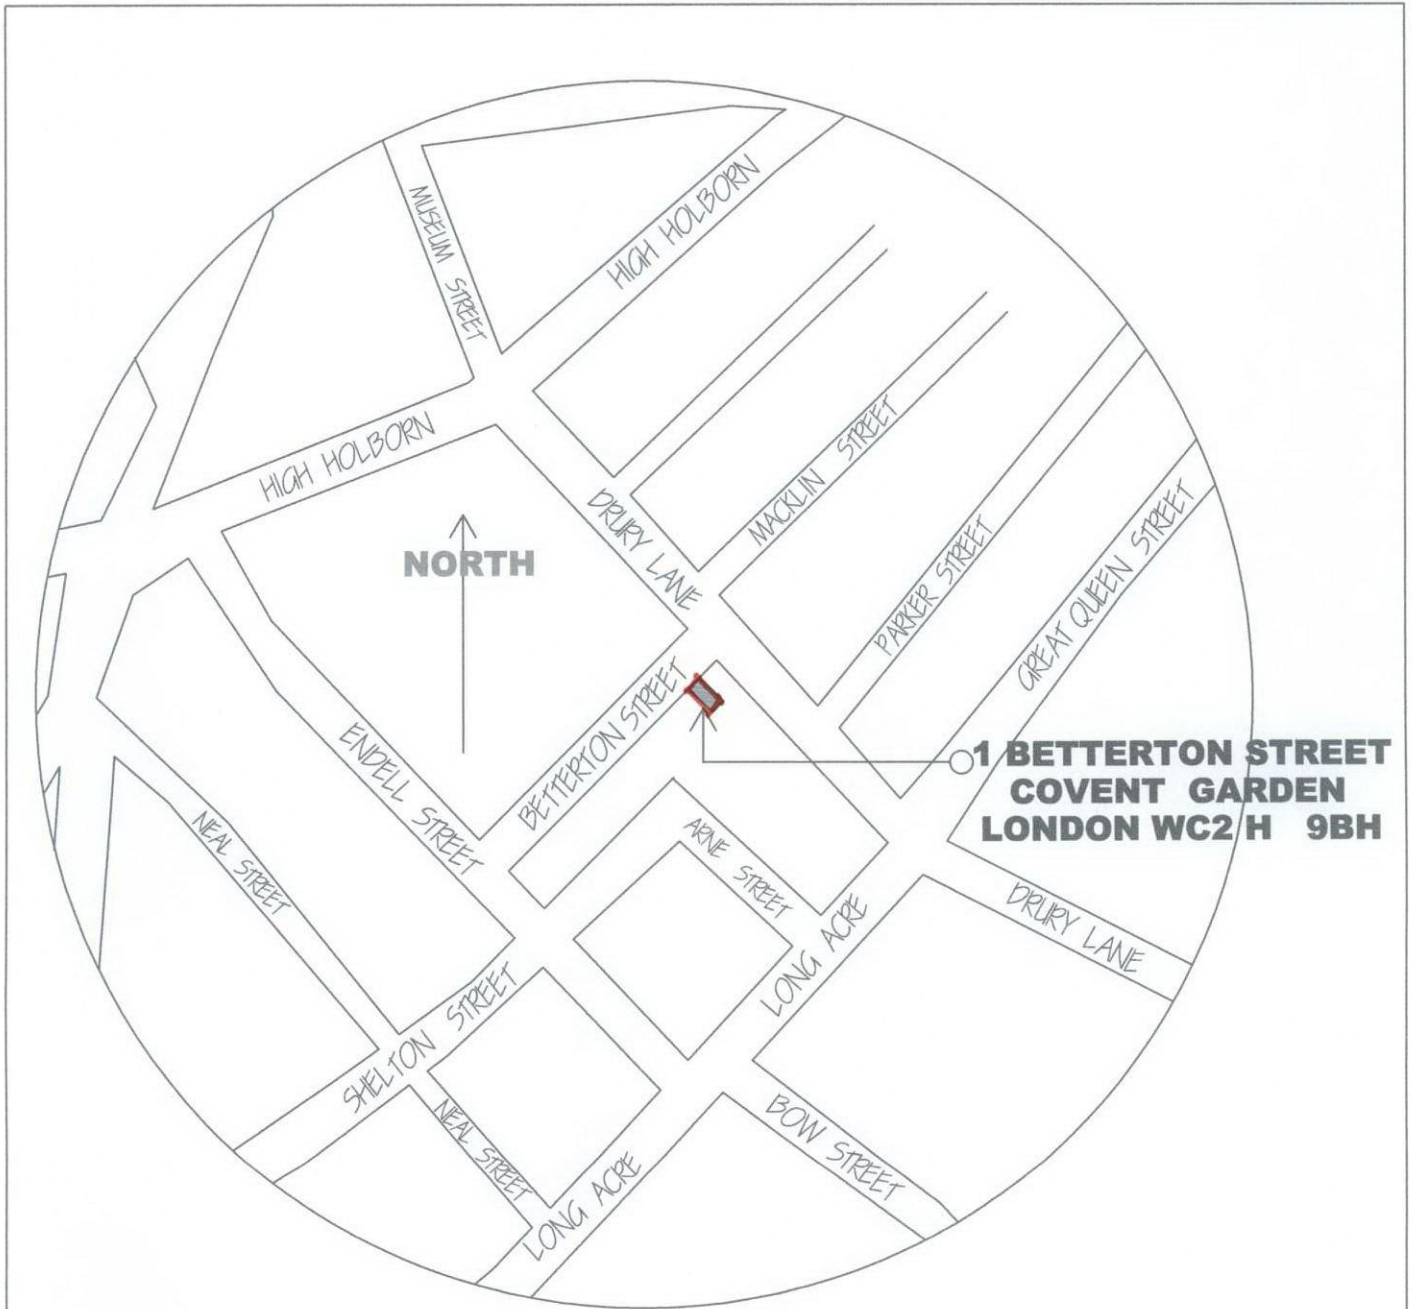 MUSEUM STREET
HIGH HOLBORN
HIGH HOLBORN
DRURY LANE
MACKLIN STREET
PARKER STREET
GREAT QUEEN STREET
NORTH
BETTERTON STREET
ENDELL STREET
NEAL STREET
1 BETTERTON STREET
COVENT GARDEN
LONDON WC2 H 9BH
ARNE STREET
LONG ACRE
DRURY LANE
SHELTON STREET
NEAL STREET
LONG ACRE
BOW STREET